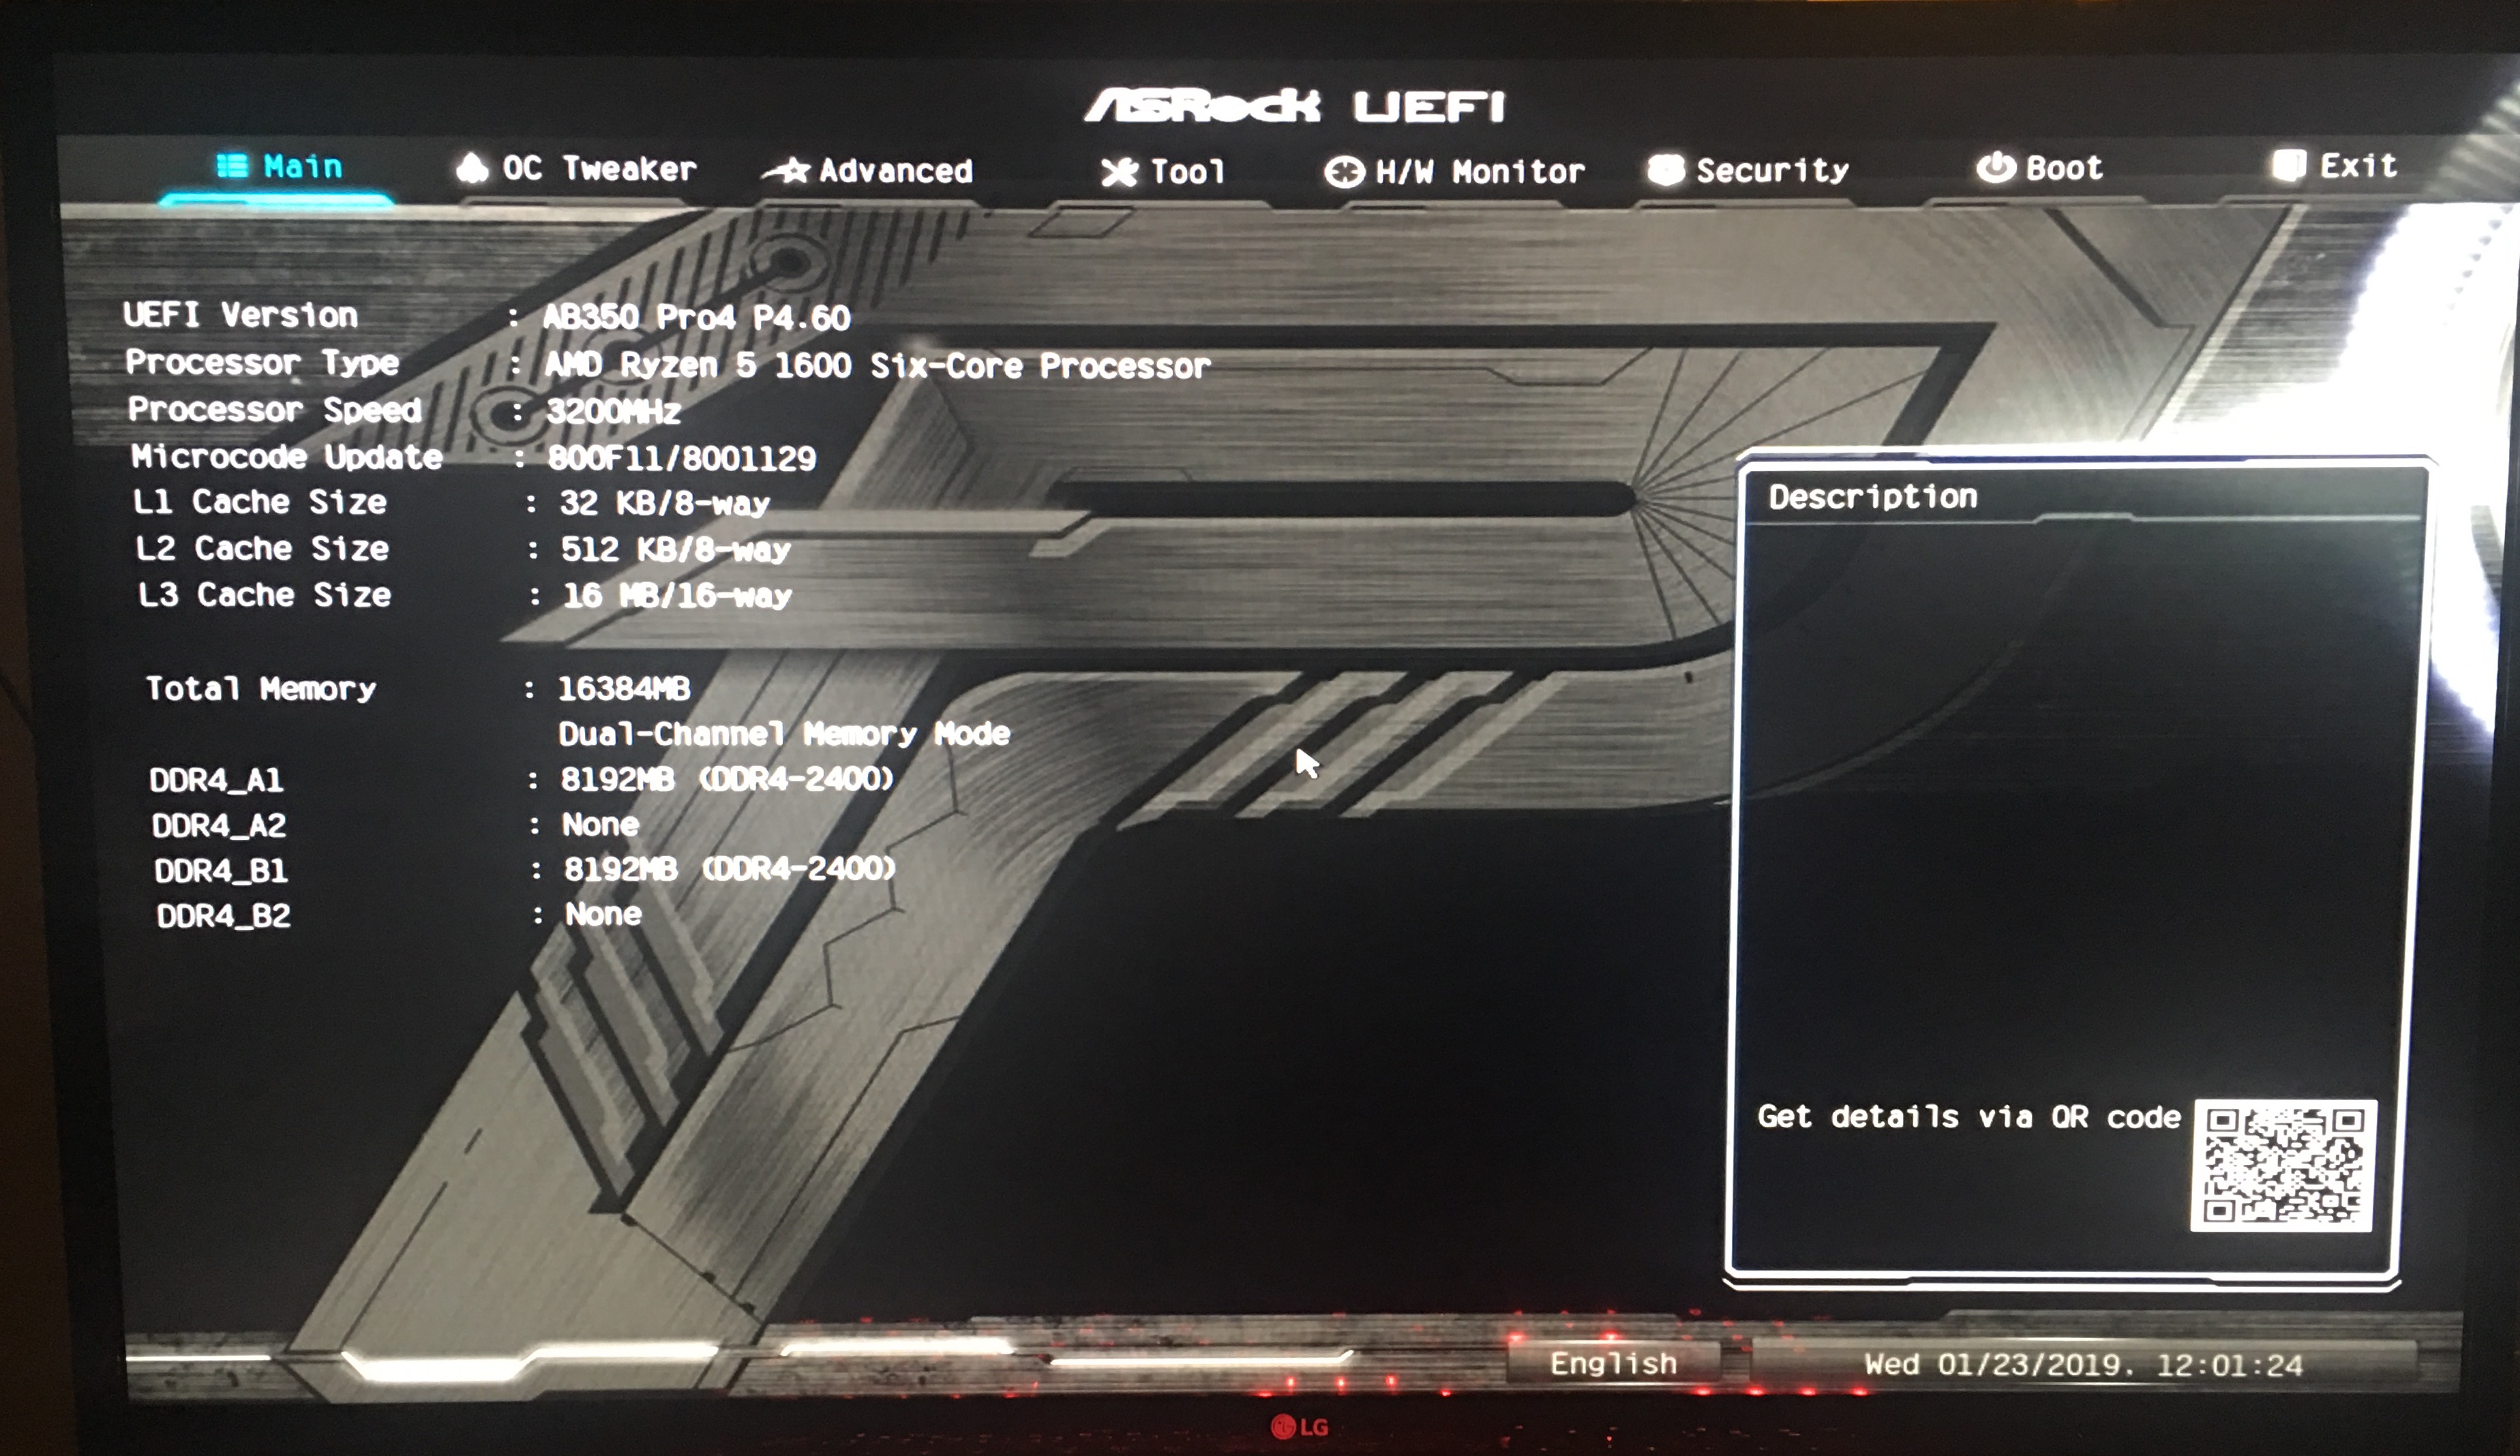 ASRock UEFI
Main OC Tweaker Advanced Tool H/W Monitor Security Boot Exit
UEFI Version : AB350 Pro4 P4.60
Processor Type : AMD Ryzen 5 1600 Six-Core Processor
Processor Speed : 3200MHz
Microcode Update : 800F11/8001129
L1 Cache Size : 32 KB/8-way
L2 Cache Size : 512 KB/8-way
L3 Cache Size : 16 MB/16-way
Total Memory : 16384MB
Dual-Channel Memory Mode
DDR4_A1 : 8192MB (DDR4-2400)
DDR4_A2 : None
DDR4_B1 : 8192MB (DDR4-2400)
DDR4_B2 : None
Description
Get details via QR code
English
Wed 01/23/2019. 12:01:24
LG